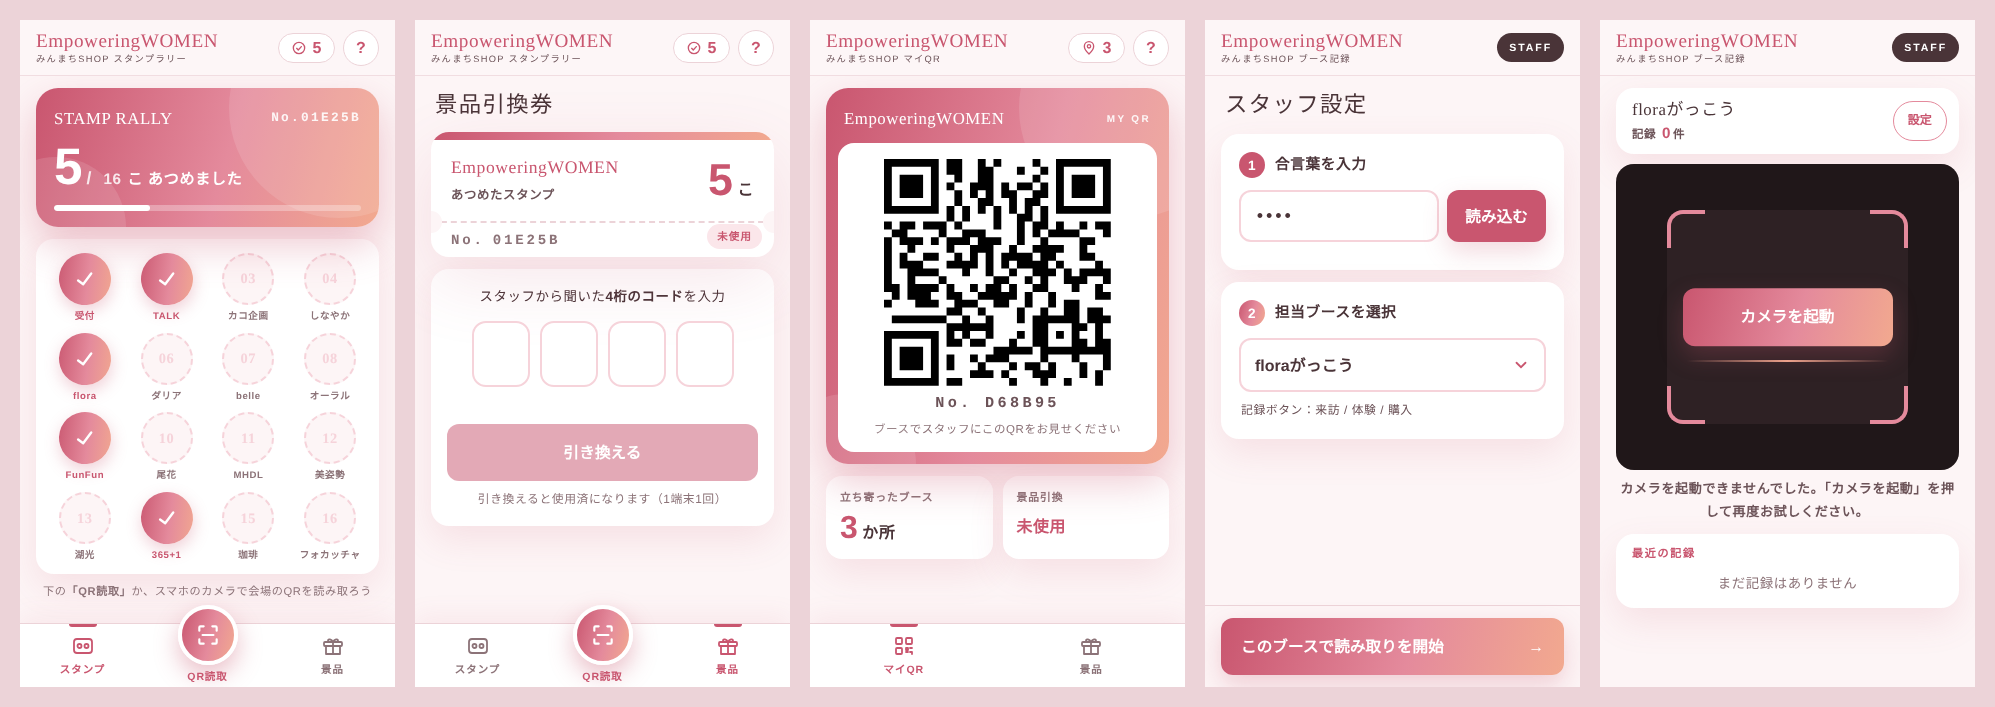 EmpoweringWOMEN
みんまちSHOP スタンプラリー
5
?
STAMP RALLY
No.01E25B
5 / 16 こ あつめました
受付
TALK
03
カコ企画
04
しなやか
flora
06
ダリア
07
belle
08
オーラル
FunFun
10
尾花
11
MHDL
12
美姿勢
13
湖光
365+1
15
珈琲
16
フォカッチャ
下の「QR読取」か、スマホのカメラで会場のQRを読み取ろう
スタンプ
QR読取
景品
EmpoweringWOMEN
みんまちSHOP スタンプラリー
5
?
景品引換券
EmpoweringWOMEN
あつめたスタンプ
5 こ
No. 01E25B
未使用
スタッフから聞いた4桁のコードを入力
引き換える
引き換えると使用済になります（1端末1回）
スタンプ
QR読取
景品
EmpoweringWOMEN
みんまちSHOP マイQR
3
?
EmpoweringWOMEN
MY QR
No. D68B95
ブースでスタッフにこのQRをお見せください
立ち寄ったブース
3 か所
景品引換
未使用
マイQR
景品
EmpoweringWOMEN
みんまちSHOP ブース記録
STAFF
スタッフ設定
1 合言葉を入力
••••
読み込む
2 担当ブースを選択
floraがっこう
記録ボタン：来訪 / 体験 / 購入
このブースで読み取りを開始 →
EmpoweringWOMEN
みんまちSHOP ブース記録
STAFF
floraがっこう
記録 0件
設定
カメラを起動
カメラを起動できませんでした。「カメラを起動」を押
して再度お試しください。
最近の記録
まだ記録はありません